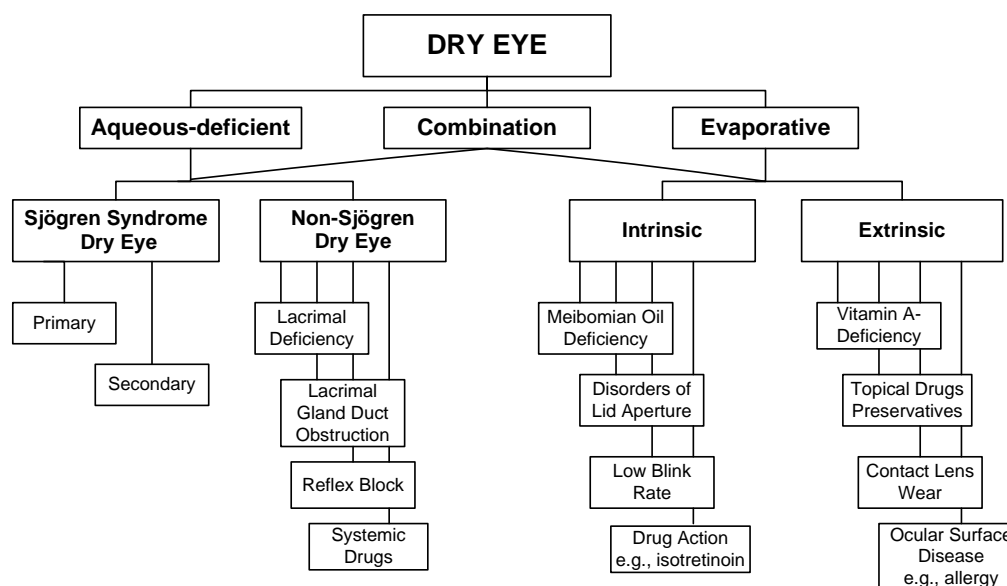 DRY EYE
Aqueous-deficient
Combination
Evaporative
Sjögren Syndrome
Dry Eye
Non-Sjögren
Dry Eye
Intrinsic
Extrinsic
Primary
Secondary
Lacrimal
Deficiency
Lacrimal
Gland Duct
Obstruction
Reflex Block
Systemic
Drugs
Meibomian Oil
Deficiency
Disorders of
Lid Aperture
Low Blink
Rate
Drug Action
e.g., isotretinoin
Vitamin A-
Deficiency
Topical Drugs
Preservatives
Contact Lens
Wear
Ocular Surface
Disease
e.g., allergy